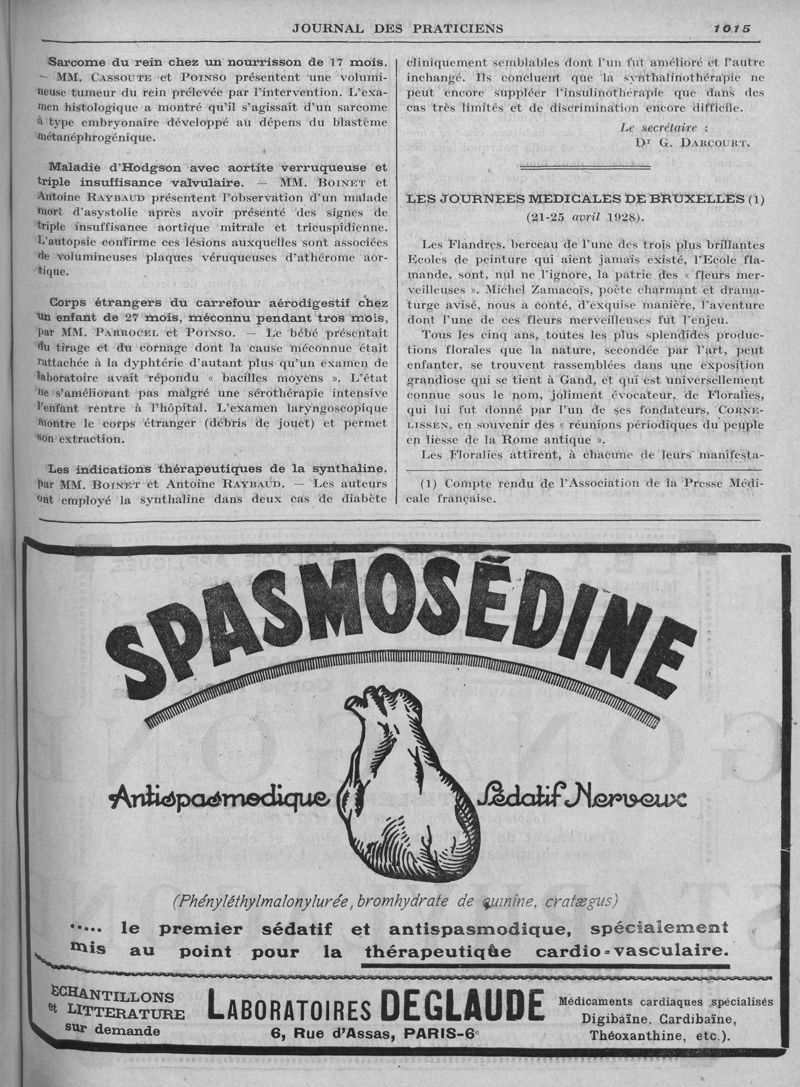 JOURNAL DES PRATICIENS 1015
Sarcome du rein chez un nourrisson de 17 mois.
— MM. CASSOUTE et POINSO présentent une volumi-
neuse tumeur du rein prélevée par l'intervention. L'exa-
men histologique a montré qu'il s'agissait d'un sarcome
à type embryonaire développé au dépens du blastème
métanéphrogénique.
Maladie d'Hodgson avec aortite verruqueuse et
triple insuffisance valvulaire. — MM. BOINET et
Antoine RAYBAUD présentent l'observation d'un malade
mort d'asystolie après avoir présenté des signes de
triple insuffisance aortique mitrale et tricuspidienne.
L'autopsie confirme ces lésions auxquelles sont associées
de volumineuses plaques véruqueuses d'athérome aor-
tique.
Corps étrangers du carrefour aérodigestif chez
un enfant de 27 mois, méconnu pendant tros mois,
par MM. PARROCEL et POINSO. — Le bébé présentait
du tirage et du cornage dont la cause méconnue était
rattachée à la dyphtérie d'autant plus qu'un examen de
laboratoire avait répondu « bacilles moyens ». L'état
ne s'améliorant pas malgré une sérothérapie intensive
l'enfant rentre à l'hôpital. L'examen laryngoscopique
montre le corps étranger (débris de jouet) et permet
son extraction.
Les indications thérapeutiques de la synthaline,
par MM. BOINET et Antoine RAYBAUD. — Les auteurs
ont employé la synthaline dans deux cas de diabète
cliniquement semblables dont l'un fut amélioré et l'autre
inchangé. Ils concluent que la synthalinothérapie ne
peut encore suppléer l'insulinothérapie que dans des
cas très limités et de discrimination encore difficile.
Le secrétaire :
Dr G. DARCOURT.
LES JOURNEES MEDICALES DE BRUXELLES (1)
(21-25 avril 1928).
Les Flandres, berceau de l'une des trois plus brillantes
Ecoles de peinture qui aient jamais existé, l'Ecole fla-
mande, sont, nul ne l'ignore, la patrie des « fleurs mer-
veilleuses ». Michel Zamacoïs, poète charmant et drama-
turge avisé, nous a conté, d'exquise manière, l'aventure
dont l'une de ces fleurs merveilleuses fut l'enjeu.
Tous les cinq ans, toutes les plus splendides produc-
tions florales que la nature, secondée par l'art, peut
enfanter, se trouvent rassemblées dans une exposition
grandiose qui se tient à Gand, et qui est universellement
connue sous le nom, joliment évocateur, de Floralies,
qui lui fut donné par l'un de ses fondateurs, CORNE-
LISSEN, en souvenir des « réunions périodiques du peuple
en liesse de la Rome antique ».
Les Floralies attirent, à chacune de leurs manifesta-
(1) Compte rendu de l'Association de la Presse Médi-
cale française.
SPASMOSÉDINE
Antispasmodique Sédatif Nerveux
(Phényléthylmalonylurée, bromhydrate de quinine, cratægus)
..... le premier sédatif et antispasmodique, spécialement
mis au point pour la thérapeutique cardio-vasculaire.
ECHANTILLONS
et LITTERATURE
sur demande
LABORATOIRES DEGLAUDE
6, Rue d'Assas, PARIS-6e
Médicaments cardiaques spécialisés
Digibaïne, Cardibaïne,
Théoxanthine, etc.).